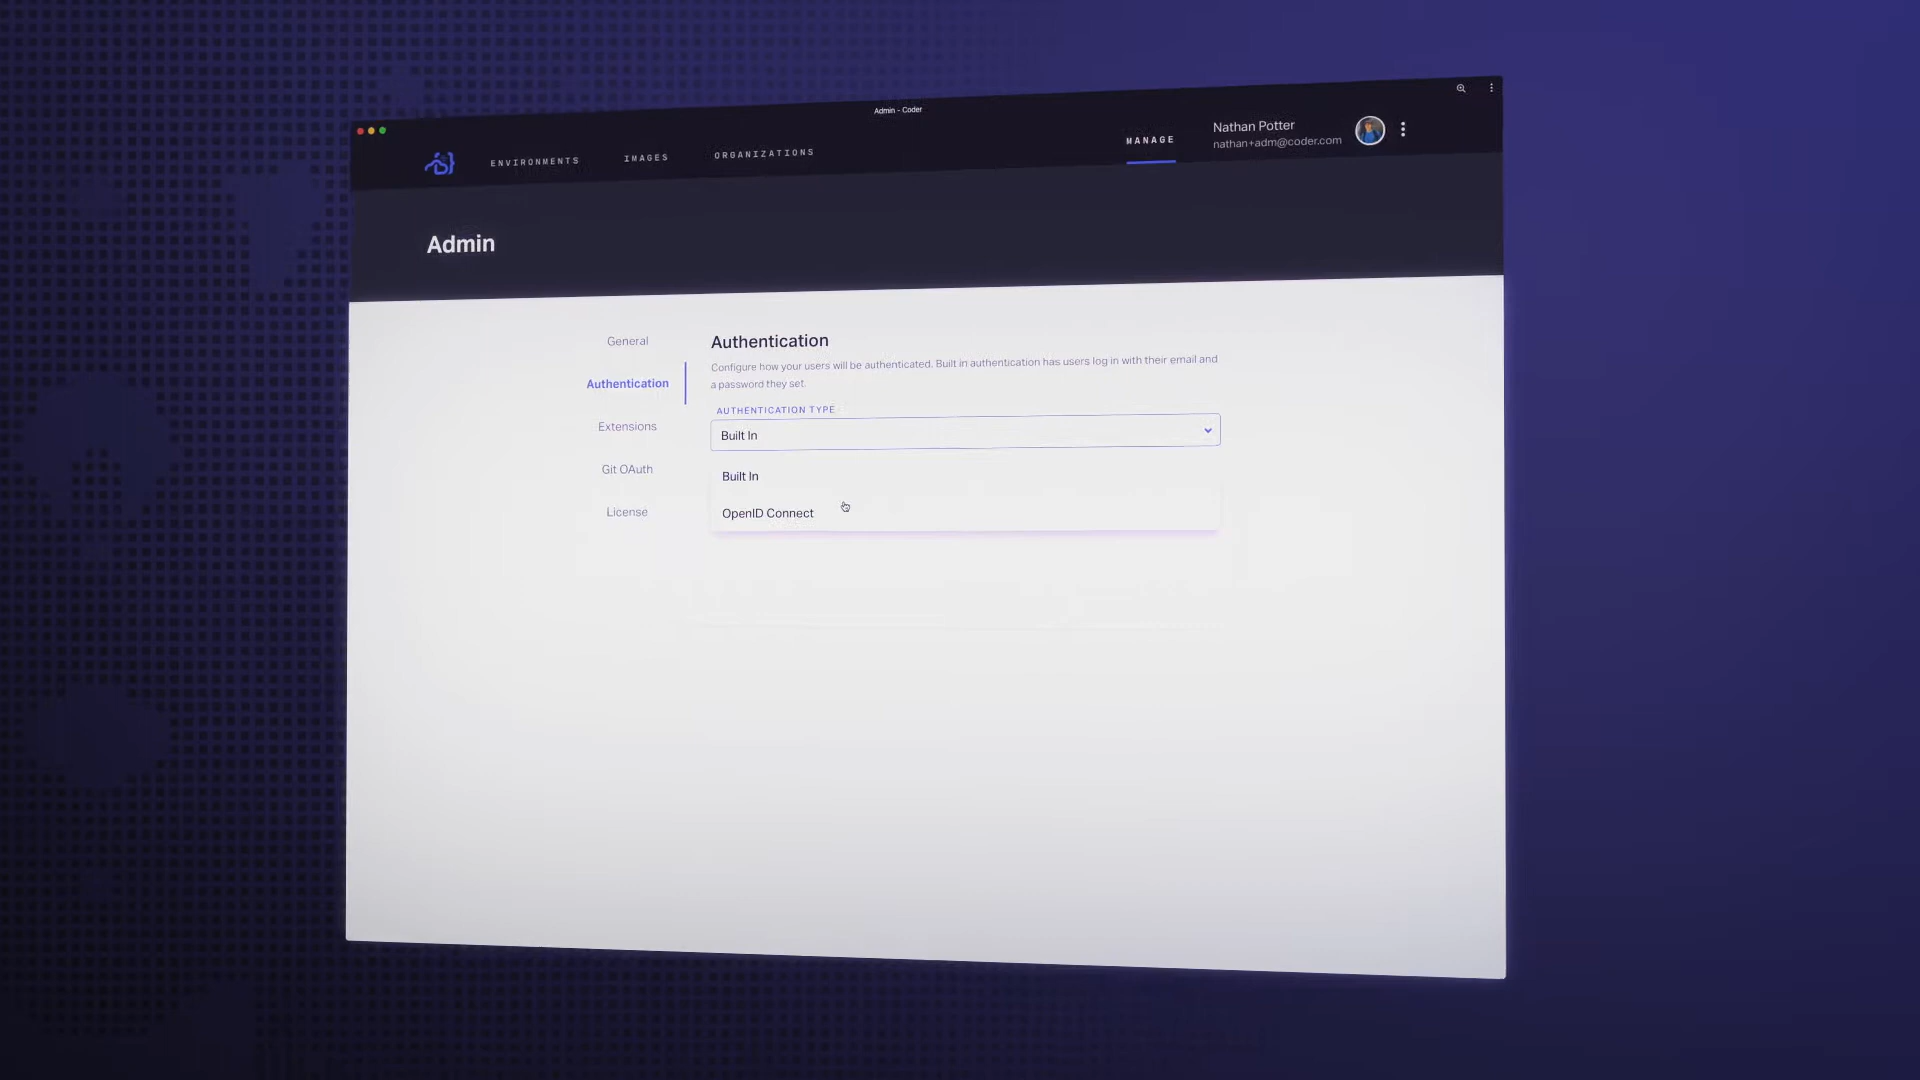 Admin - Coder
ENVIRONMENTS
IMAGES
ORGANIZATIONS
MANAGE
Nathan Potter
nathan+adm@coder.com
Admin
General
Authentication
Extensions
Git OAuth
License
Authentication
Configure how your users will be authenticated. Built in authentication has users log in with their email and
a password they set.
AUTHENTICATION TYPE
Built In
Built In
OpenID Connect